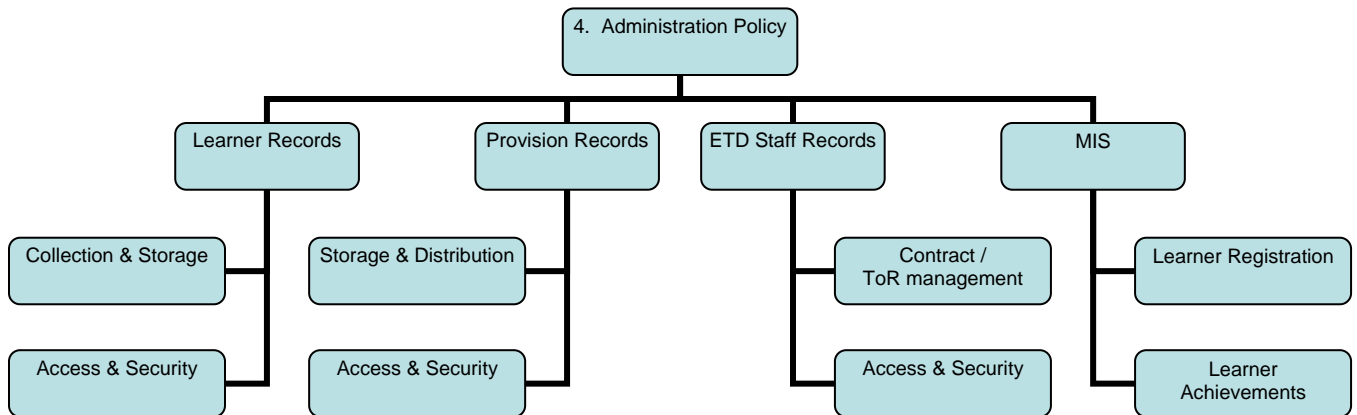 4. Administration Policy
Learner Records
Provision Records
ETD Staff Records
MIS
Collection & Storage
Storage & Distribution
Contract /
ToR management
Learner Registration
Access & Security
Access & Security
Access & Security
Learner
Achievements